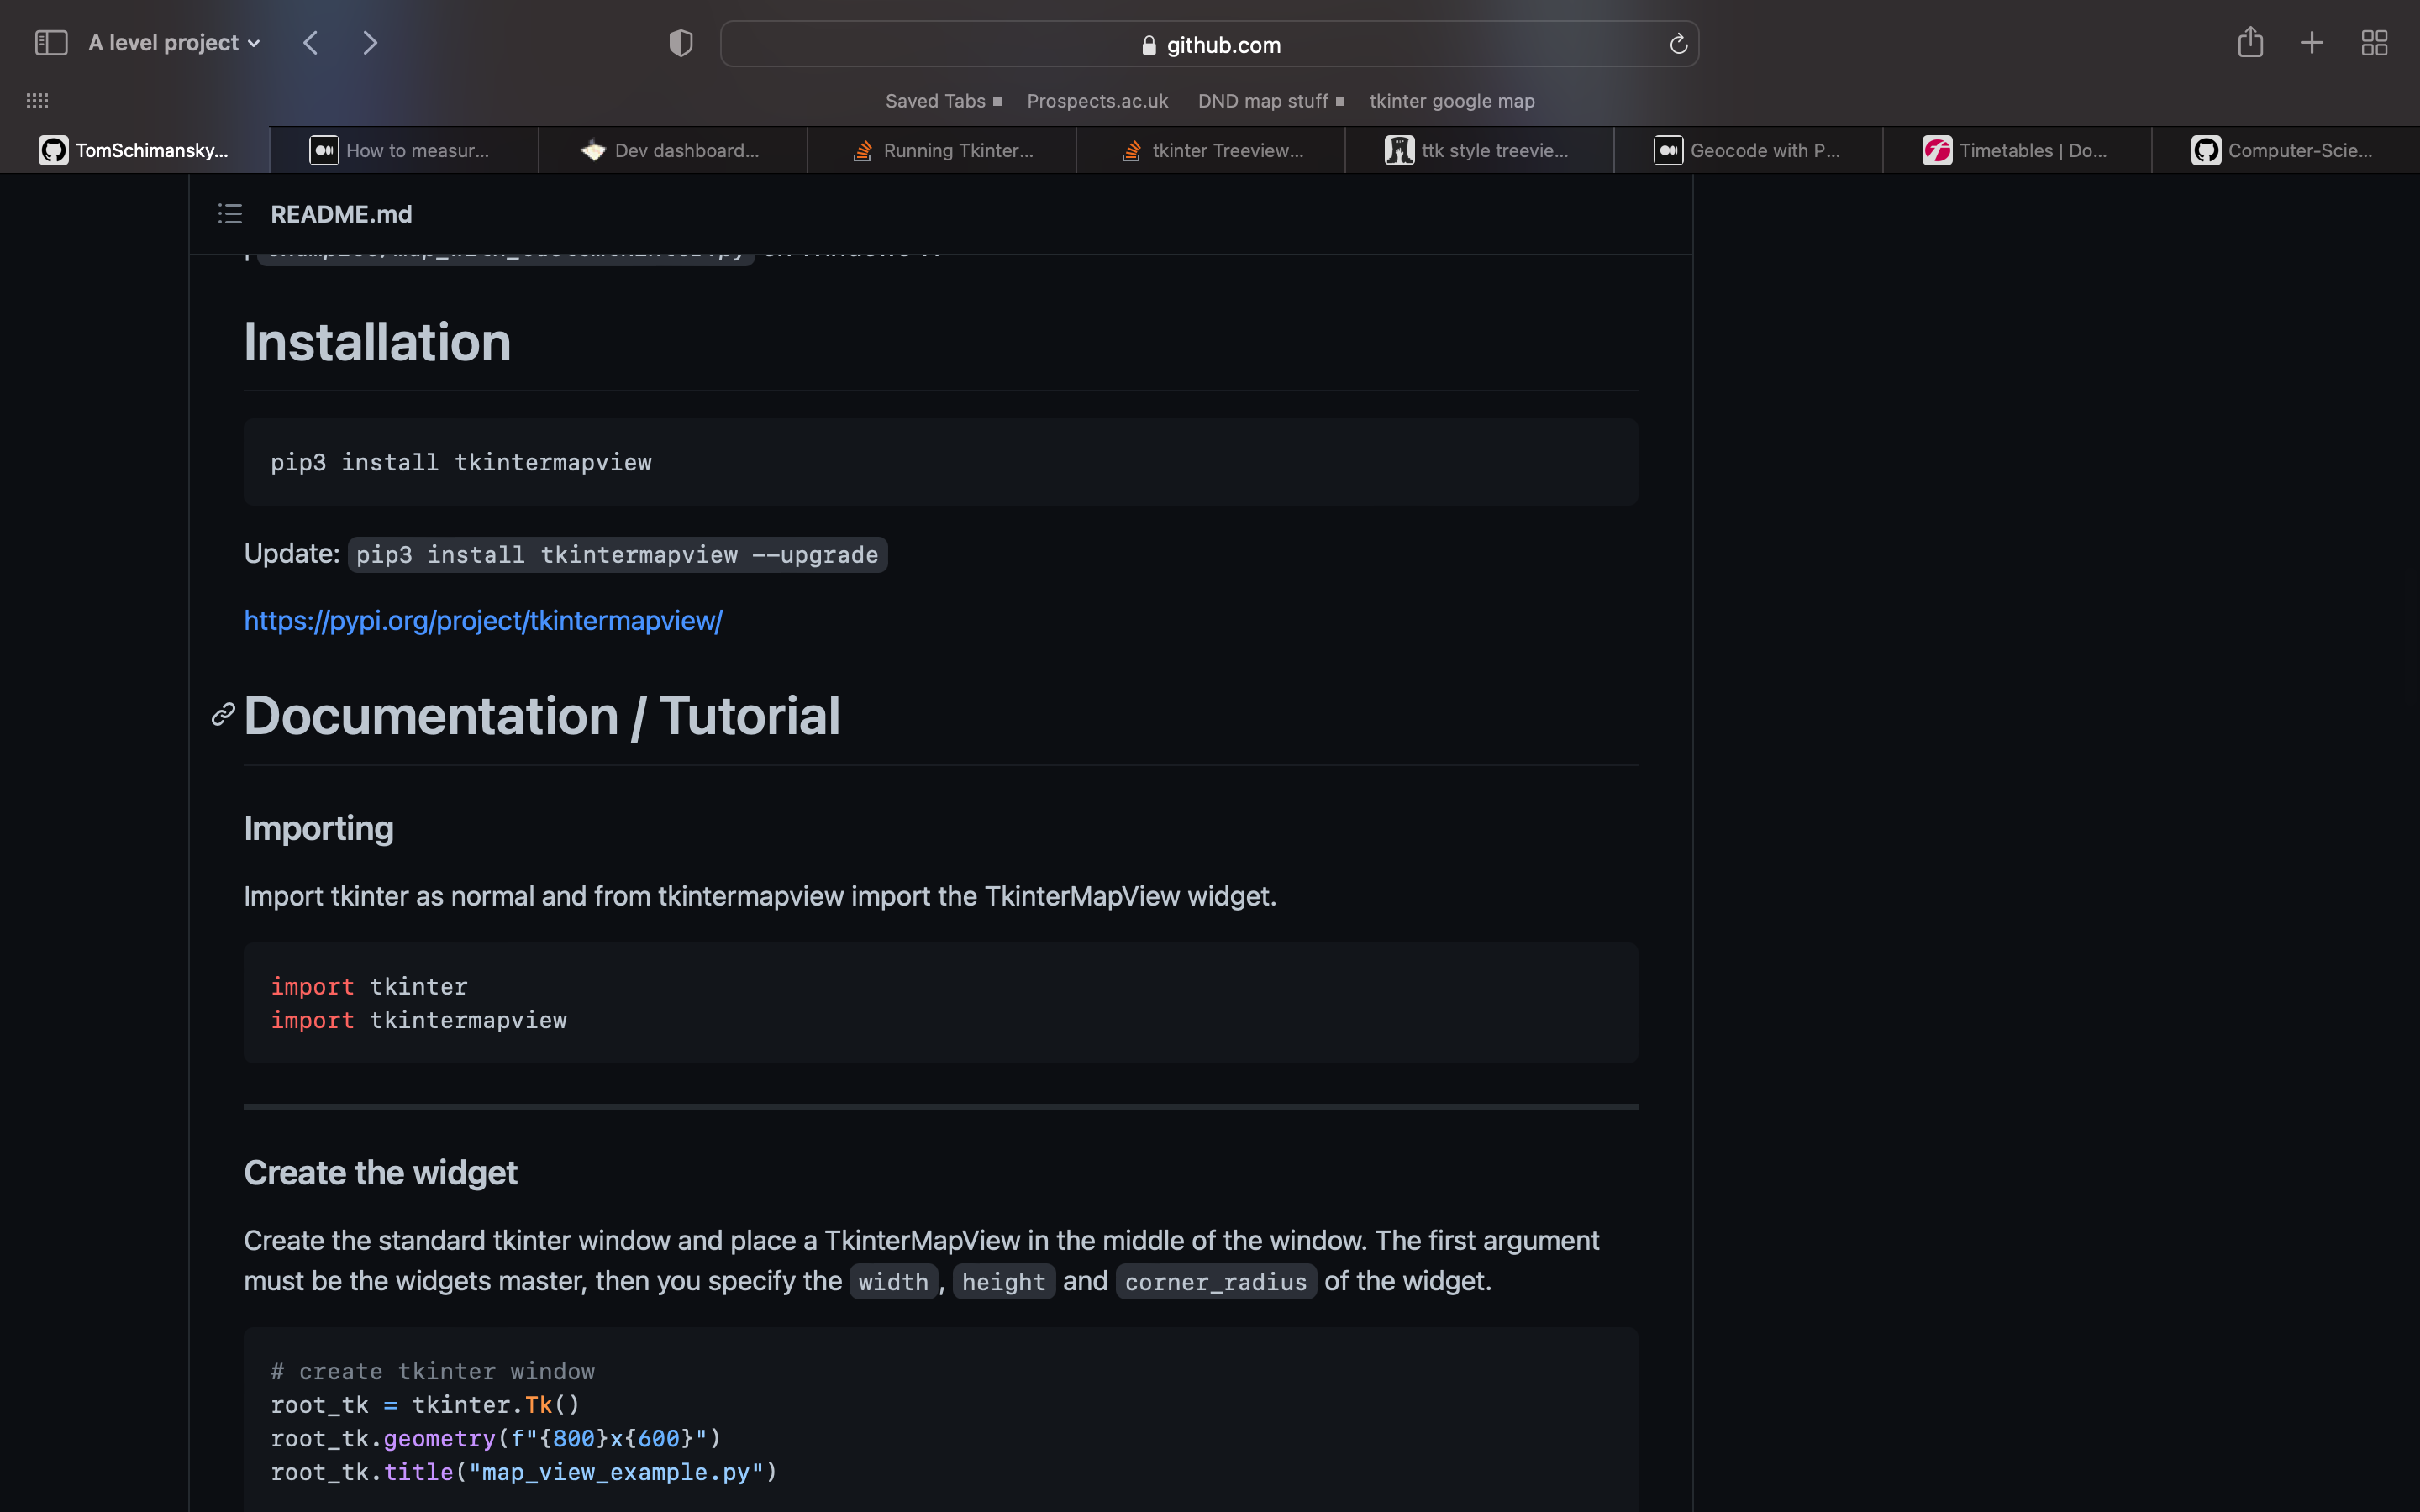 A level project
github.com
Saved Tabs
Prospects.ac.uk
DND map stuff
tkinter google map
TomSchimansky...
How to measur...
Dev dashboard...
Running Tkinter...
tkinter Treeview...
ttk style treevie...
Geocode with P...
Timetables | Do...
Computer-Scie...
README.md
Installation
pip3 install tkintermapview
Update: pip3 install tkintermapview --upgrade
https://pypi.org/project/tkintermapview/
Documentation / Tutorial
Importing
Import tkinter as normal and from tkintermapview import the TkinterMapView widget.
import tkinter
import tkintermapview
Create the widget
Create the standard tkinter window and place a TkinterMapView in the middle of the window. The first argument
must be the widgets master, then you specify the width, height and corner_radius of the widget.
# create tkinter window
root_tk = tkinter.Tk()
root_tk.geometry(f"{800}x{600}")
root_tk.title("map_view_example.py")